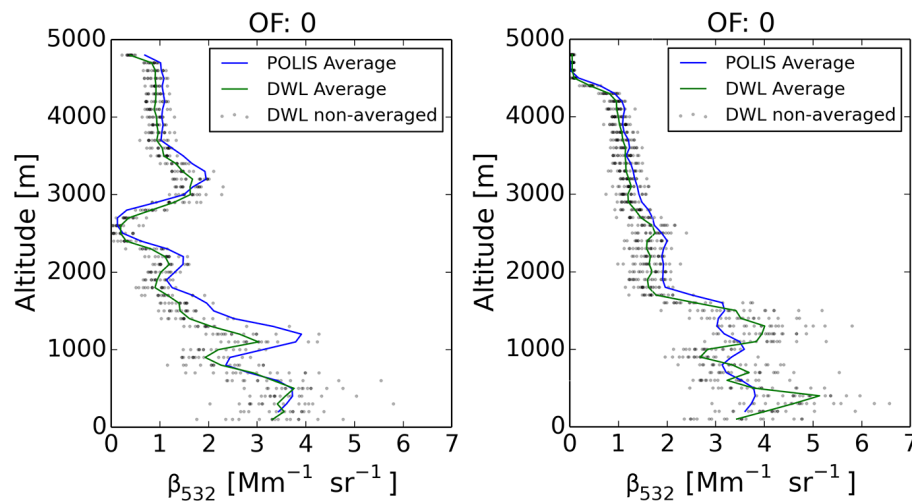 OF: 0
5000
4000
3000
2000
1000
0
Altitude [m]
POLIS Average
DWL Average
DWL non-averaged
0 1 2 3 4 5 6 7
β532 [Mm−1 sr−1]
OF: 0
5000
4000
3000
2000
1000
0
Altitude [m]
POLIS Average
DWL Average
DWL non-averaged
0 1 2 3 4 5 6 7
β532 [Mm−1 sr−1]